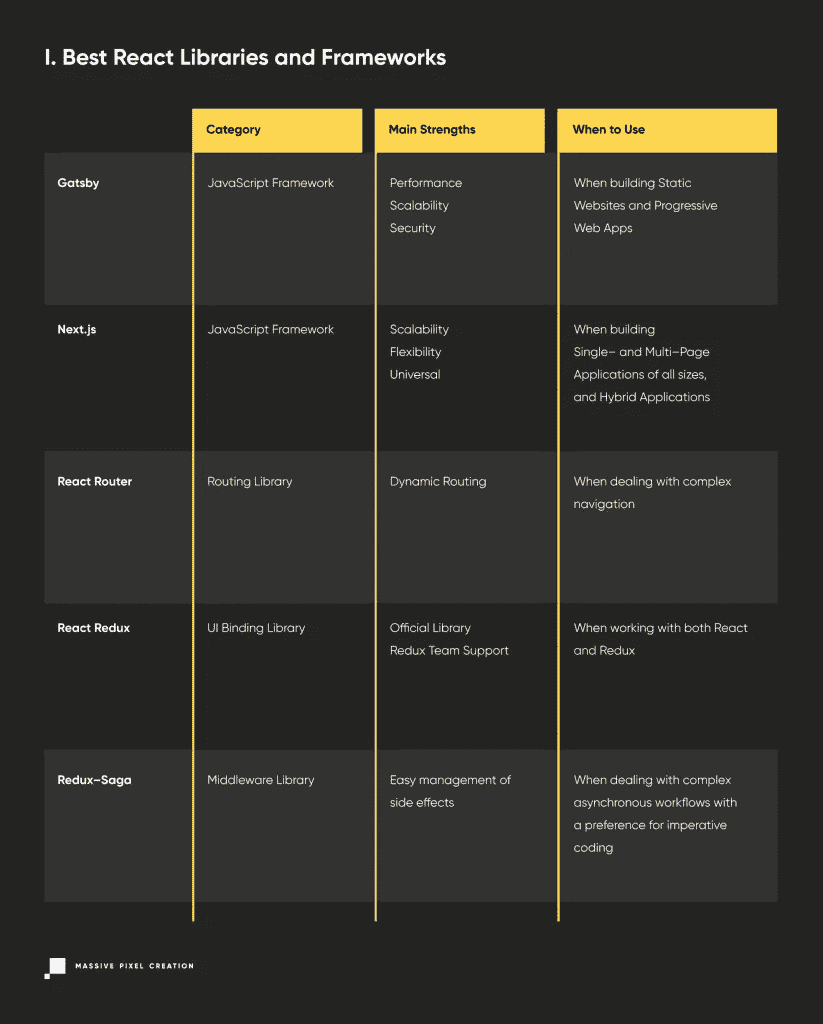 I. Best React Libraries and Frameworks
Category
Main Strengths
When to Use
Gatsby
JavaScript Framework
Performance
Scalability
Security
When building Static
Websites and Progressive
Web Apps
Next.js
JavaScript Framework
Scalability
Flexibility
Universal
When building
Single– and Multi–Page
Applications of all sizes,
and Hybrid Applications
React Router
Routing Library
Dynamic Routing
When dealing with complex
navigation
React Redux
UI Binding Library
Official Library
Redux Team Support
When working with both React
and Redux
Redux–Saga
Middleware Library
Easy management of
side effects
When dealing with complex
asynchronous workflows with
a preference for imperative
coding
MASSIVE PIXEL CREATION